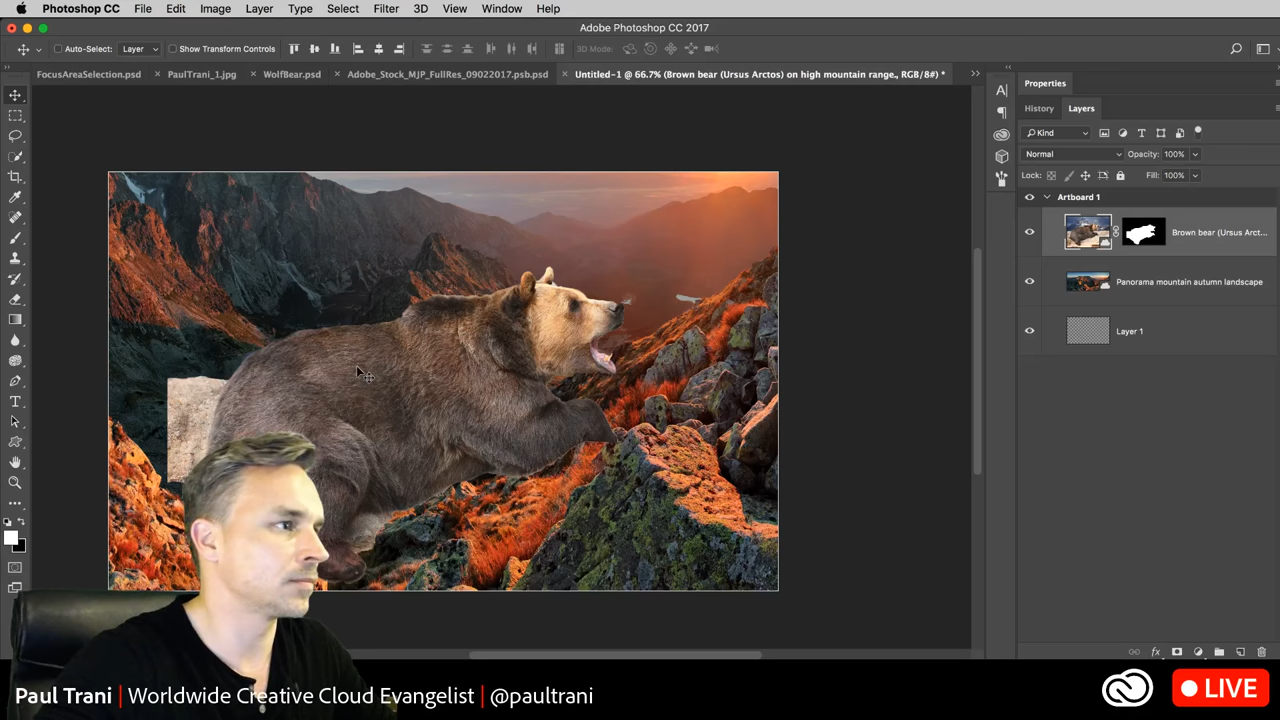 Photoshop CC File Edit Image Layer Type Select Filter 3D View Window Help
Adobe Photoshop CC 2017
Auto-Select: Layer Show Transform Controls 3D Mode:
FocusAreaSelection.psd PaulTrani_1.jpg WolfBear.psd Adobe_Stock_MJP_FullRes_09022017.psb.psd Untitled-1 @ 66.7% (Brown bear (Ursus Arctos) on high mountain range., RGB/8#) *
Properties
History Layers
Kind
Normal Opacity: 100%
Lock: Fill: 100%
Artboard 1
Brown bear (Ursus Arct...
Panorama mountain autumn landscape
Layer 1
fx
Paul Trani | Worldwide Creative Cloud Evangelist | @paultrani
LIVE